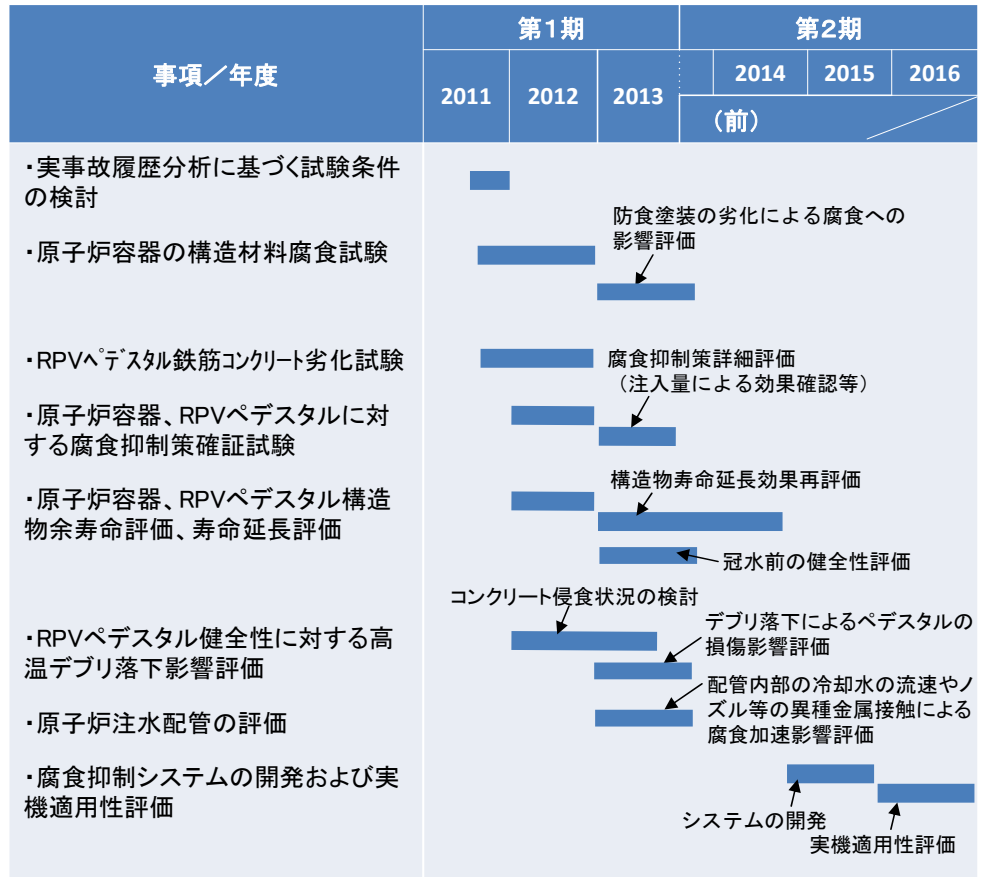 事項／年度
第１期
第２期
2011
2012
2013
2014
2015
2016
（前）
・実事故履歴分析に基づく試験条件
の検討
防食塗装の劣化による腐食への
影響評価
・原子炉容器の構造材料腐食試験
・RPVﾍﾟﾃﾞｽﾀﾙ鉄筋ｺﾝｸﾘｰﾄ劣化試験
腐食抑制策詳細評価
（注入量による効果確認等）
・原子炉容器、RPVペデスタルに対
する腐食抑制策確証試験
・原子炉容器、RPVペデスタル構造
物余寿命評価、寿命延長評価
構造物寿命延長効果再評価
冠水前の健全性評価
コンクリート侵食状況の検討
・RPVペデスタル健全性に対する高
温デブリ落下影響評価
デブリ落下によるペデスタルの
損傷影響評価
・原子炉注水配管の評価
配管内部の冷却水の流速やノ
ズル等の異種金属接触による
腐食加速影響評価
・腐食抑制システムの開発および実
機適用性評価
システムの開発
実機適用性評価